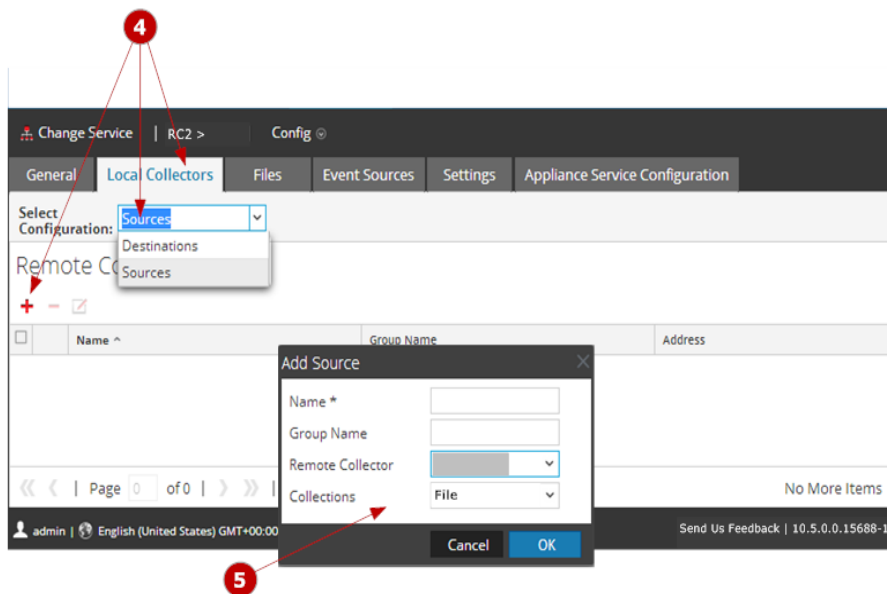 4
Change Service | RC2 > Config
General Local Collectors Files Event Sources Settings Appliance Service Configuration
Select
Configuration: Sources
Destinations
Sources
Remote Co
Name Group Name Address
Add Source
Name *
Group Name
Remote Collector
Collections File
Cancel OK
Page 0 of 0 No More Items
admin | English (United States) GMT+00:00 Send Us Feedback | 10.5.0.0.15688-1
5